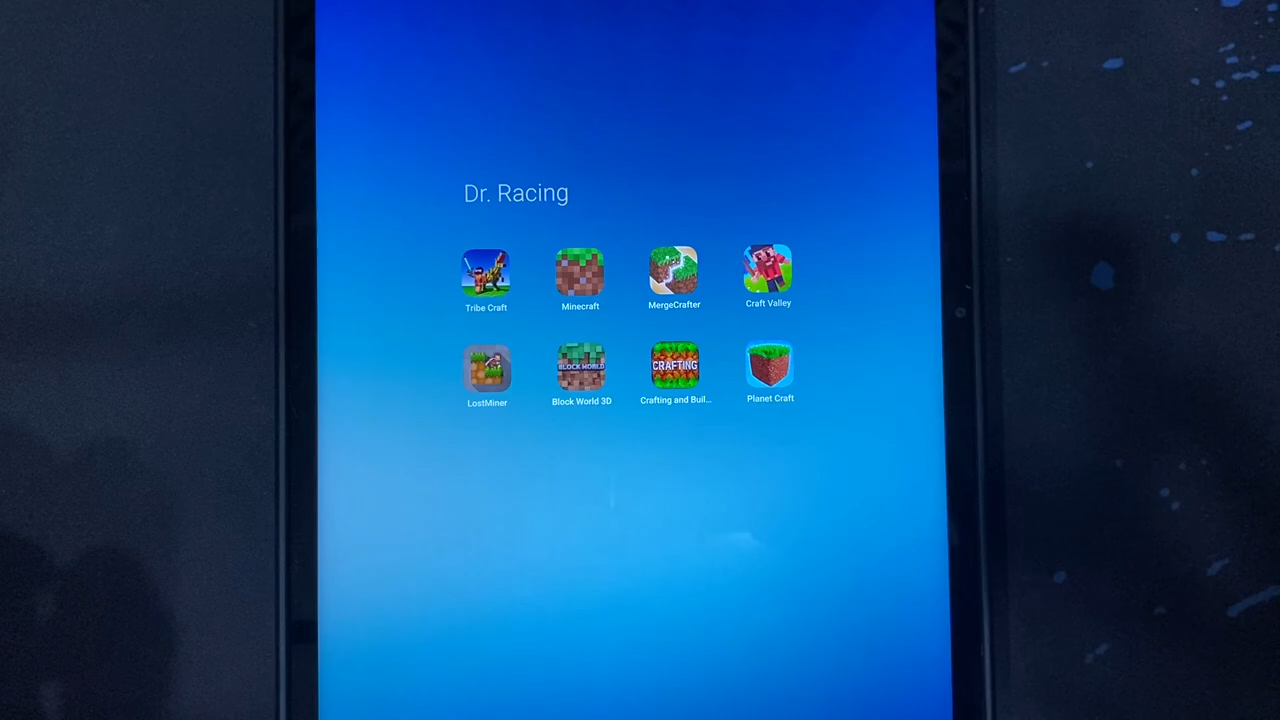 Dr. Racing
Tribe Craft
Minecraft
MergeCrafter
Craft Valley
BLOCK WORLD
CRAFTING
LostMiner
Block World 3D
Crafting and Buil...
Planet Craft